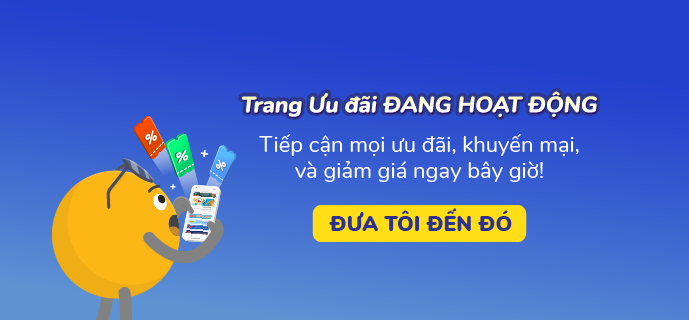 Trang Ưu đãi ĐANG HOẠT ĐỘNG
Tiếp cận mọi ưu đãi, khuyến mại,
và giảm giá ngay bây giờ!
ĐƯA TÔI ĐẾN ĐÓ
%
%